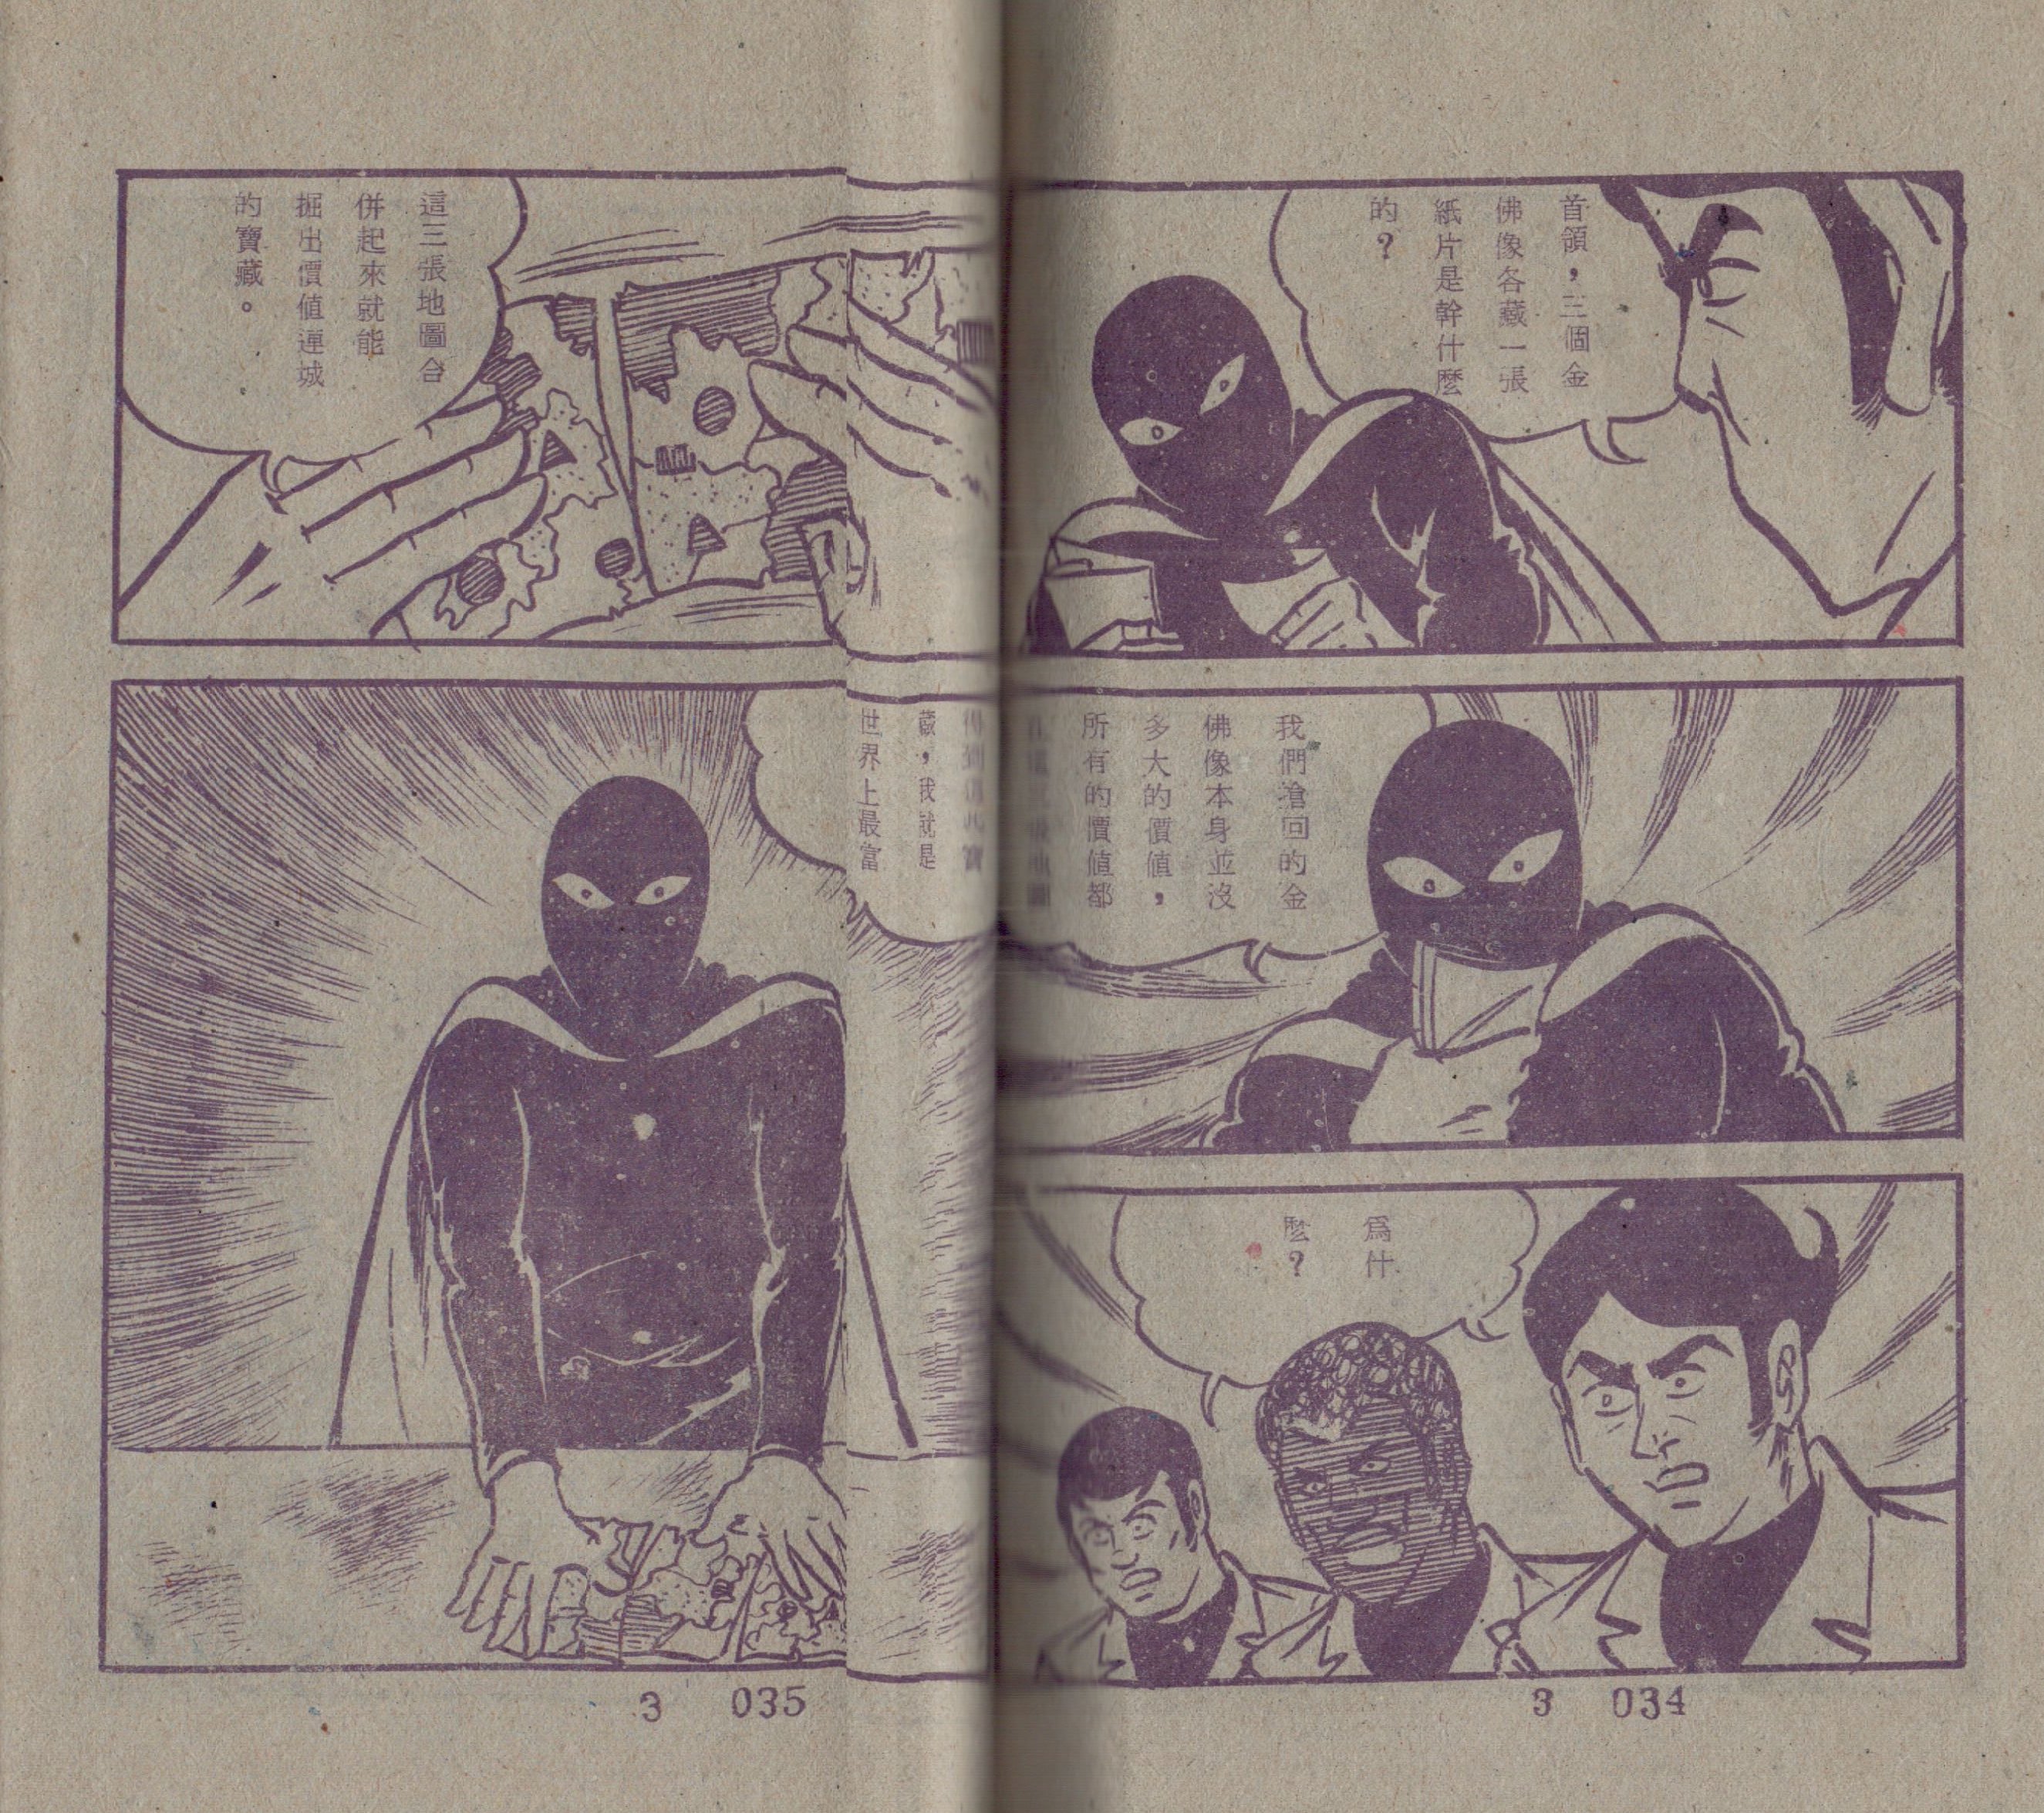 首領，三個金
佛像各藏一張
紙片是幹什麼
的？
我們搶回的金
佛像本身並沒
多大的價值，
所有的價值都
為什
麼？
3 034
這三張地圖合
併起來就能
掘出價值連城
的寶藏。
藏，我就是
世界上最富
3 035